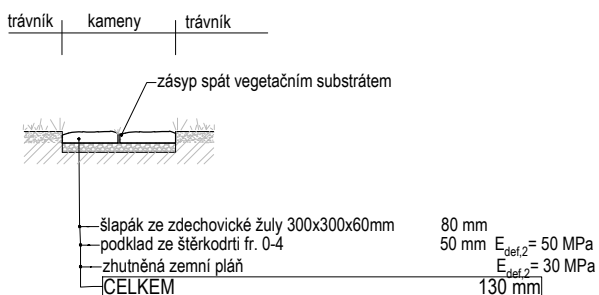 trávník kameny trávník
zásyp spát vegetačním substrátem
šlapák ze zdechovické žuly 300x300x60mm 80 mm
podklad ze štěrkodrti fr. 0-4 50 mm Edef,2= 50 MPa
zhutněná zemní pláň Edef,2= 30 MPa
CELKEM 130 mm